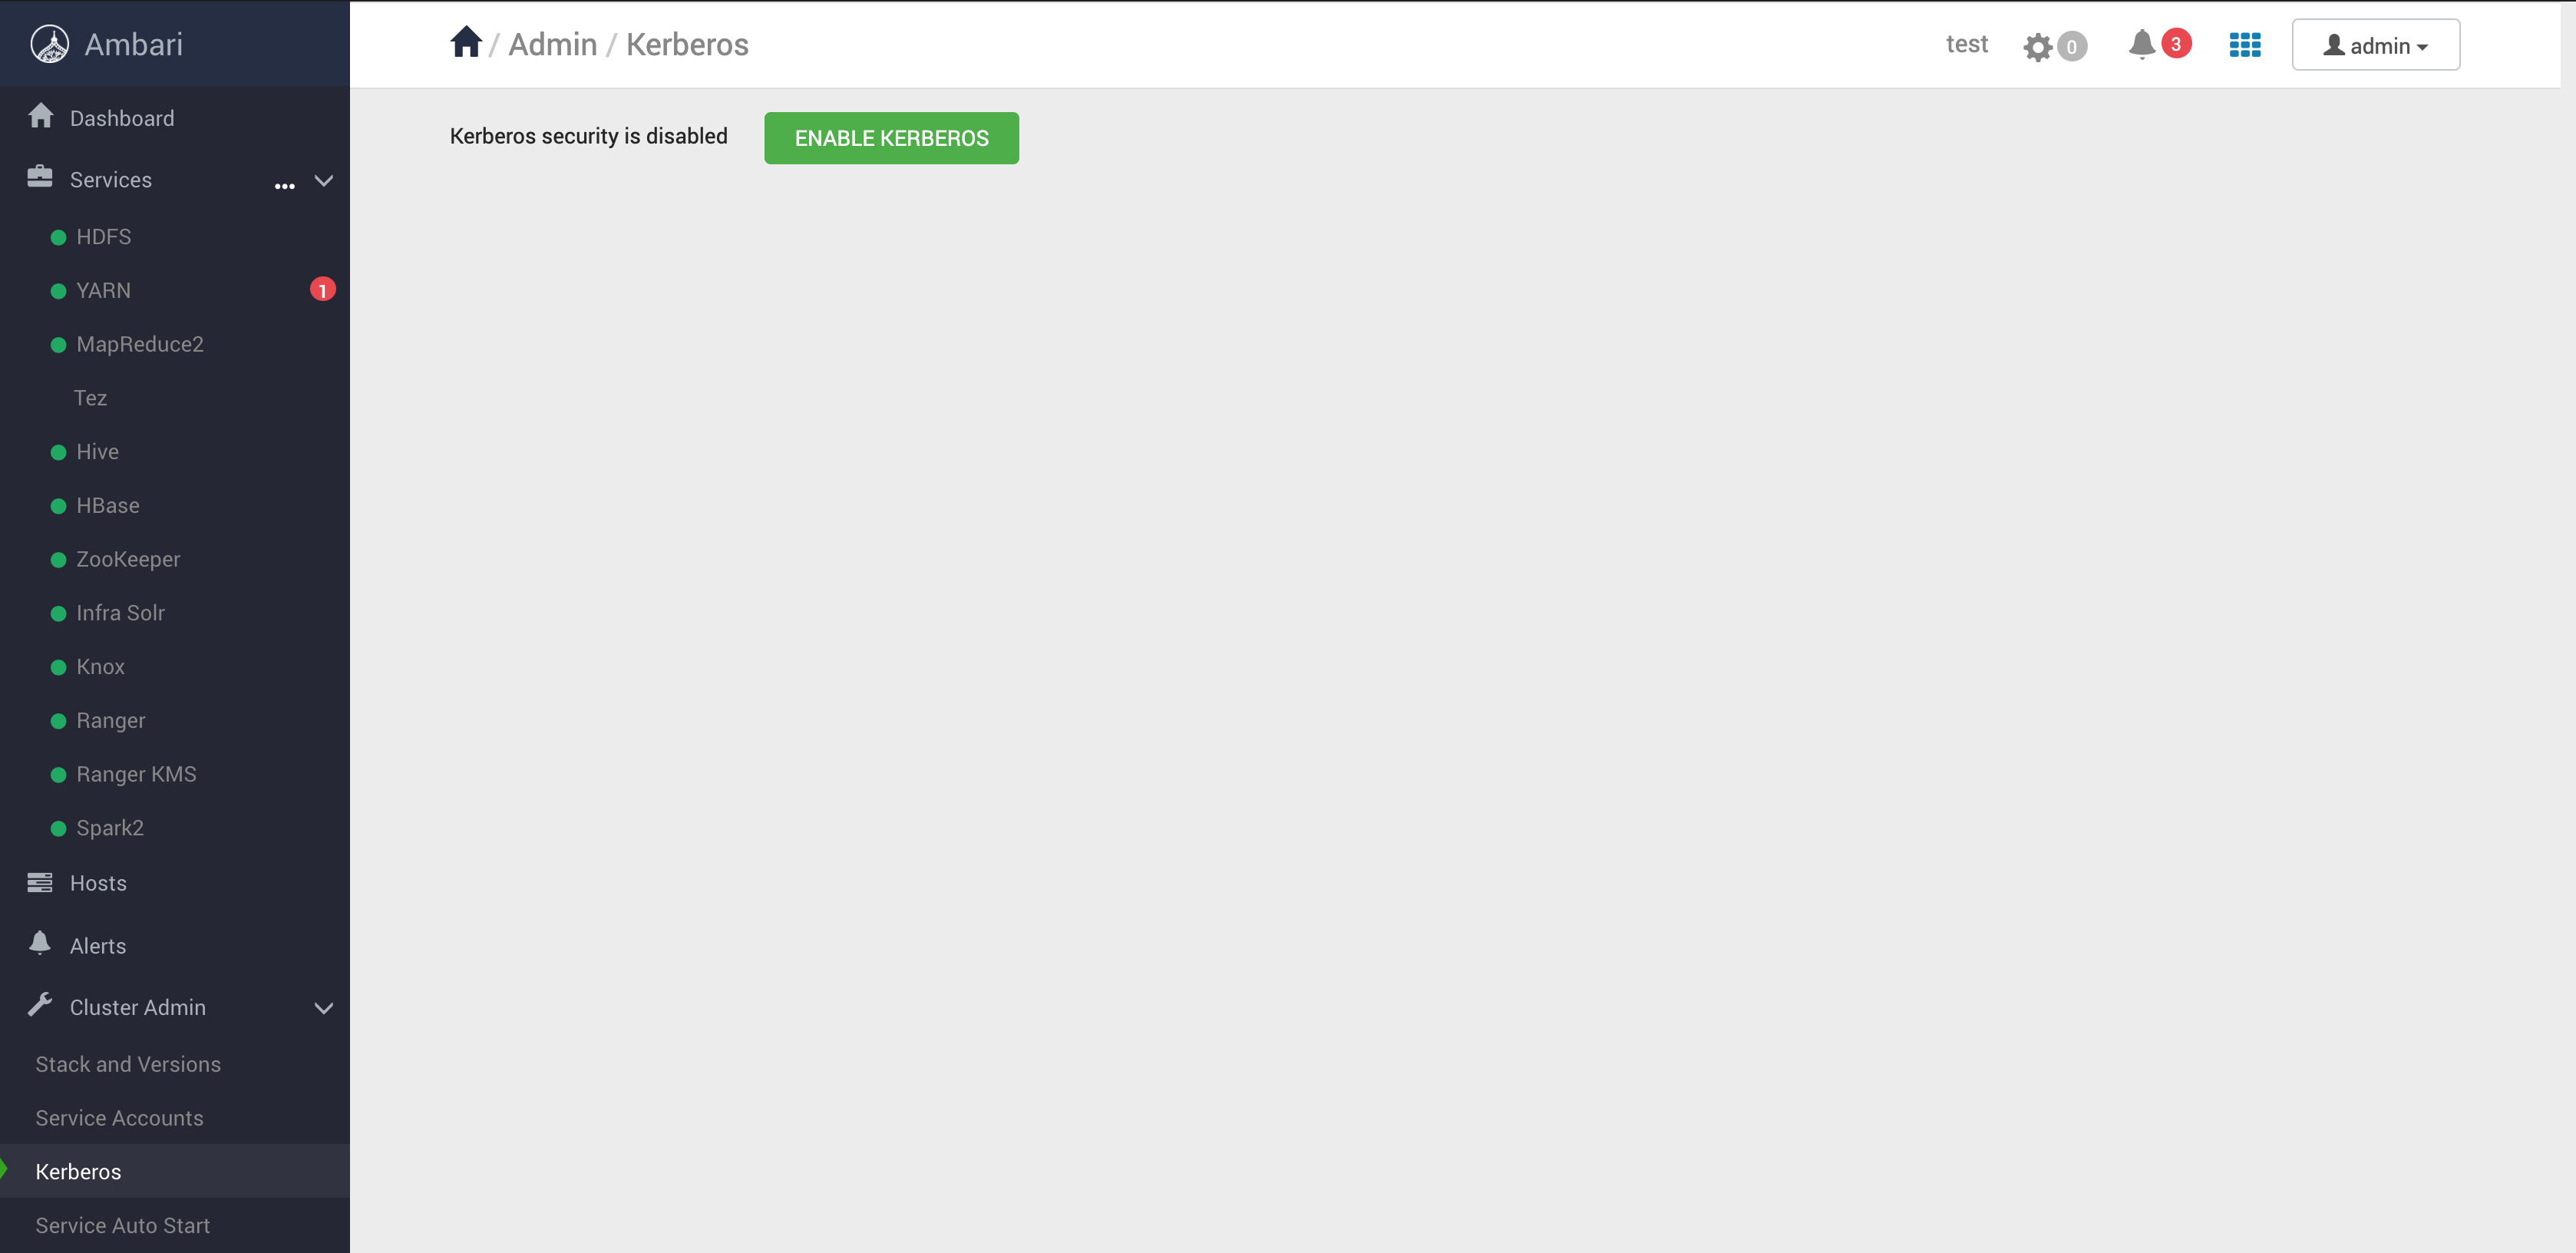 Ambari
/ Admin / Kerberos
test
0
3
admin
Kerberos security is disabled
ENABLE KERBEROS
Dashboard
Services
HDFS
YARN 1
MapReduce2
Tez
Hive
HBase
ZooKeeper
Infra Solr
Knox
Ranger
Ranger KMS
Spark2
Hosts
Alerts
Cluster Admin
Stack and Versions
Service Accounts
Kerberos
Service Auto Start